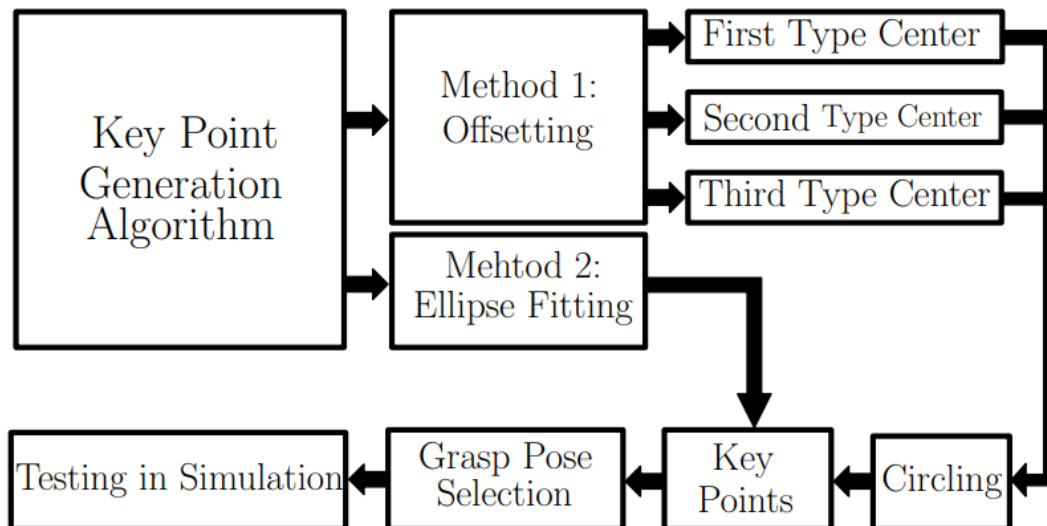 Key Point
Generation
Algorithm
Method 1:
Offsetting
First Type Center
Second Type Center
Third Type Center
Mehtod 2:
Ellipse Fitting
Testing in Simulation
Grasp Pose
Selection
Key
Points
Circling